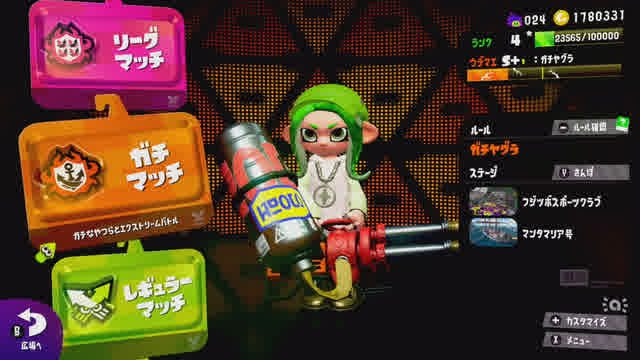 リーグ
マッチ
ガチ
マッチ
ガチなやつらとエクストリームバトル
レギュラー
マッチ
B
広場へ
024
1780331
ランク
4★
23565/100000
ウデマエ S+
:ガチヤグラ
ルール
ルール確認
ガチヤグラ
ステージ
Y さんぽ
フジツボスポーツクラブ
マンタマリア号
カスタマイズ
X メニュー